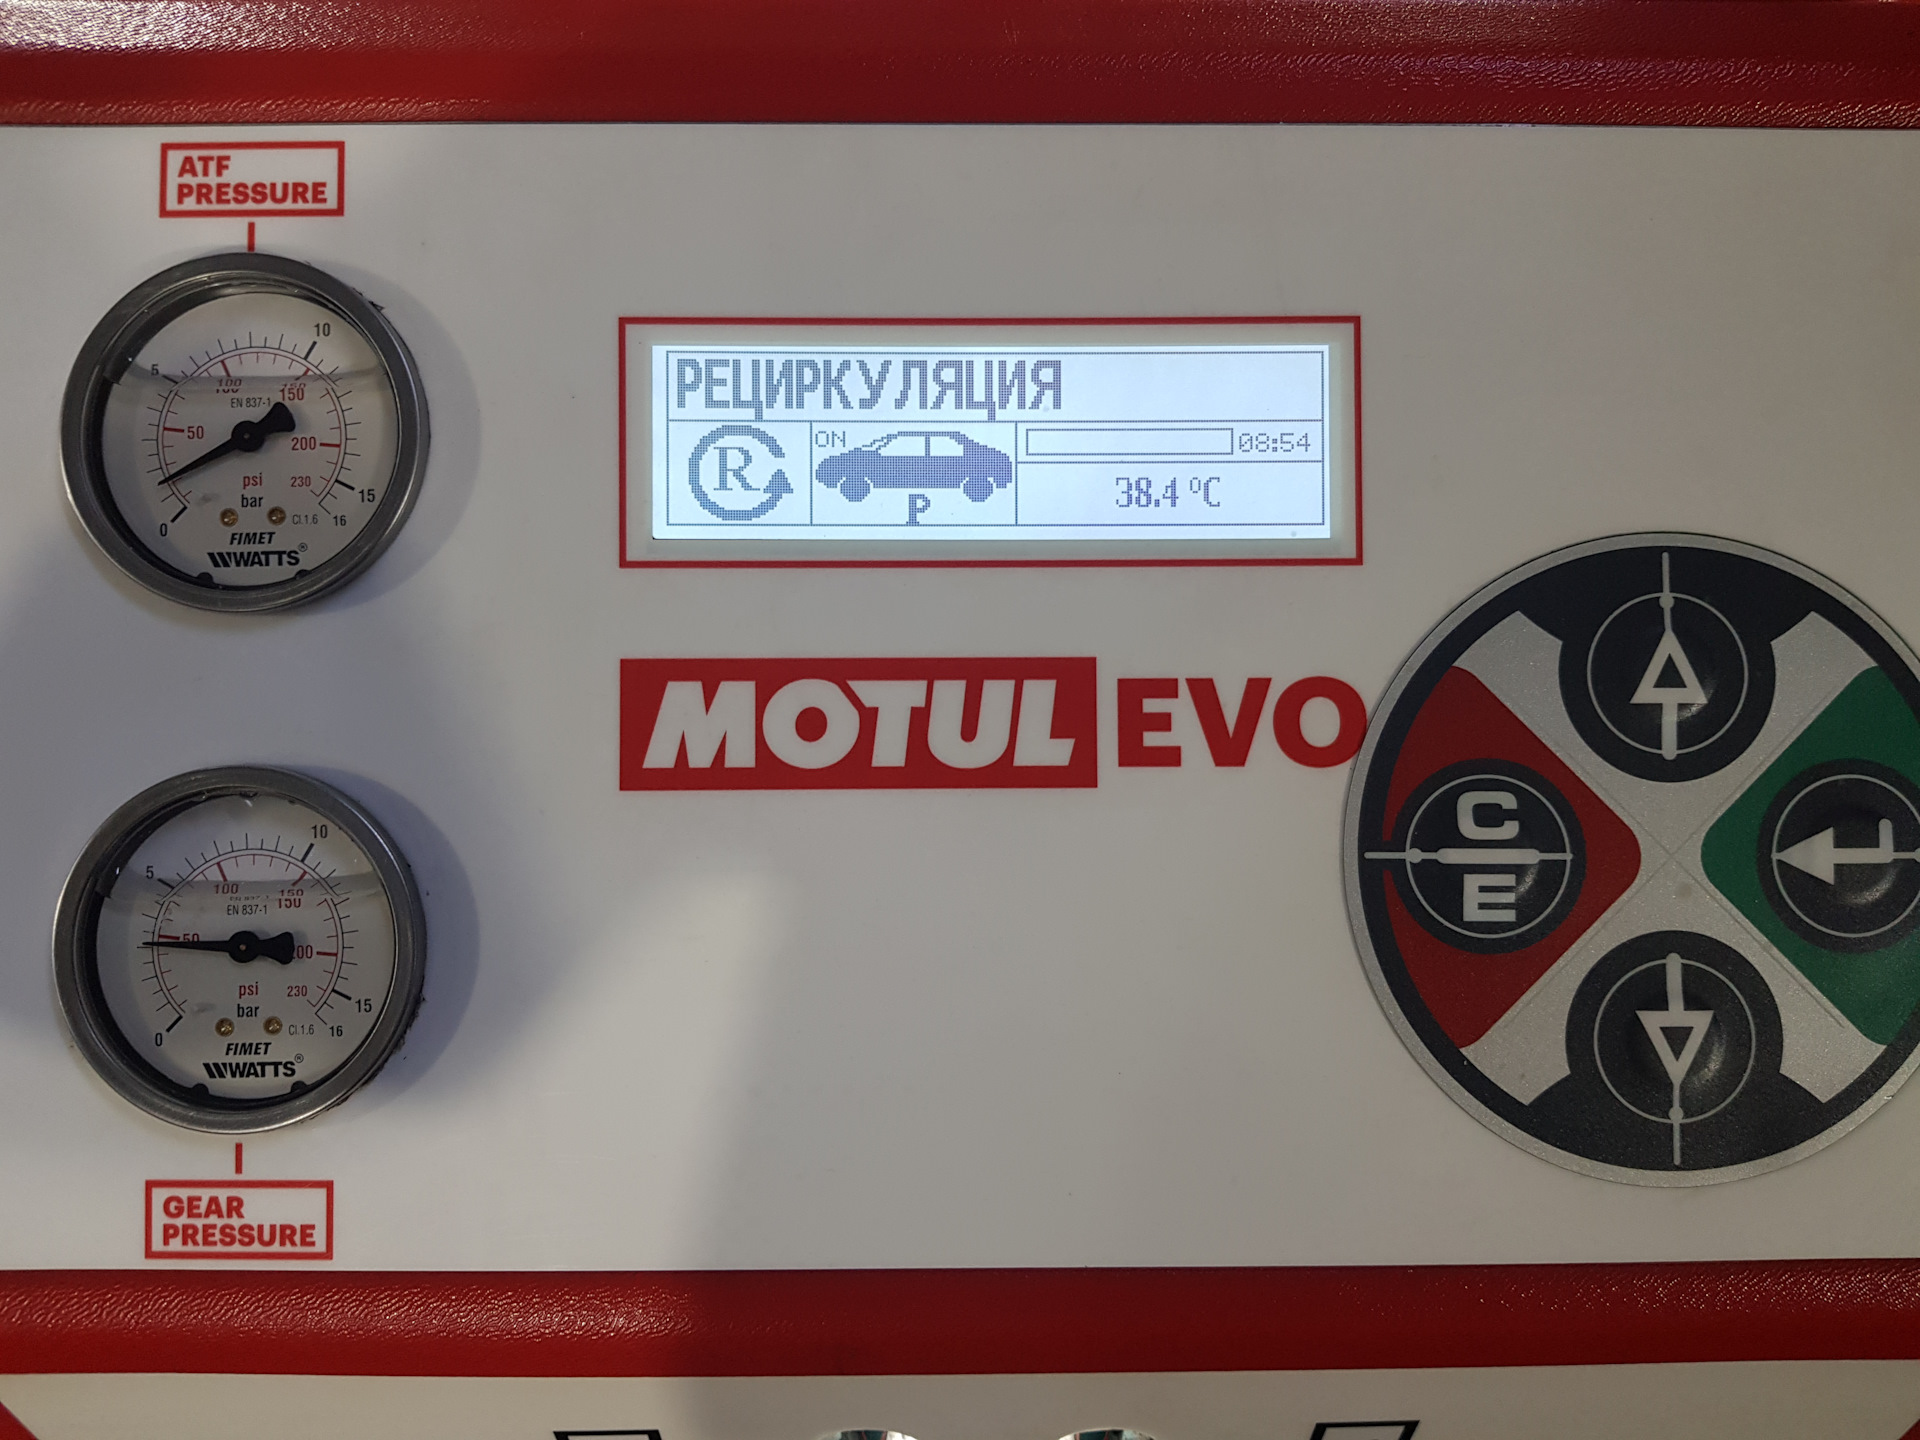 ATF
PRESSURE
10
5
100
150
EN 837-1
50
200
psi
230
bar
15
0
Cl.1.6
16
FIMET
WATTS®
РЕЦИРКУЛЯЦИЯ
R
ON
P
08:54
38.4 ºC
MOTUL EVO
C
E
10
5
100
150
EN 837-1
150
50
200
psi
230
bar
15
0
Cl.1.6
16
FIMET
WATTS®
GEAR
PRESSURE